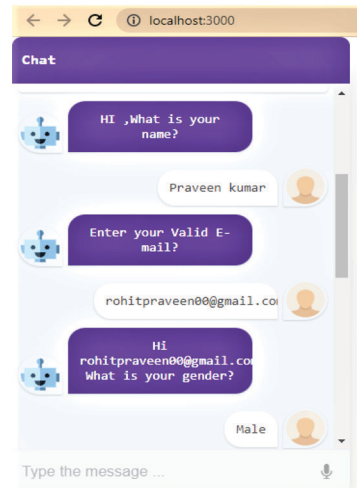 localhost:3000
Chat
HI ,What is your
name?
Praveen kumar
Enter your Valid E-
mail?
rohitpraveen00@gmail.co
Hi
rohitpraveen00@gmail.co
What is your gender?
Male
Type the message ...